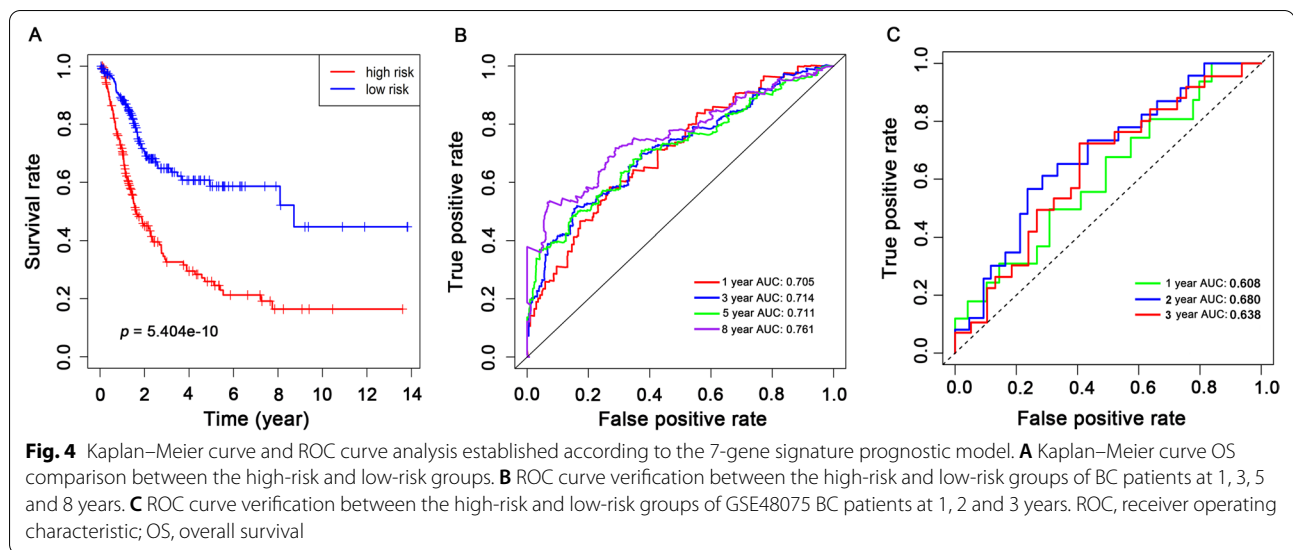 A
Survival rate
1.0
0.8
0.6
0.4
0.2
0.0
high risk
low risk
p = 5.404e-10
0 2 4 6 8 10 12 14
Time (year)
B
True positive rate
1.0
0.8
0.6
0.4
0.2
0.0
1 year AUC: 0.705
3 year AUC: 0.714
5 year AUC: 0.711
8 year AUC: 0.761
0.0 0.2 0.4 0.6 0.8 1.0
False positive rate
C
True positive rate
1.0
0.8
0.6
0.4
0.2
0.0
1 year AUC: 0.608
2 year AUC: 0.680
3 year AUC: 0.638
0.0 0.2 0.4 0.6 0.8 1.0
False positive rate
Fig. 4 Kaplan–Meier curve and ROC curve analysis established according to the 7-gene signature prognostic model. A Kaplan–Meier curve OS
comparison between the high-risk and low-risk groups. B ROC curve verification between the high-risk and low-risk groups of BC patients at 1, 3, 5
and 8 years. C ROC curve verification between the high-risk and low-risk groups of GSE48075 BC patients at 1, 2 and 3 years. ROC, receiver operating
characteristic; OS, overall survival